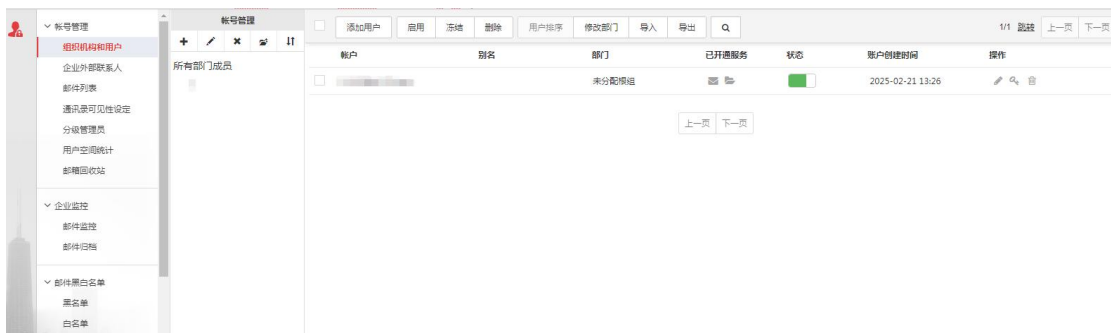 帐号管理
组织机构和用户
企业外部联系人
邮件列表
通讯录可见性设定
分级管理员
用户空间统计
邮箱回收站
企业监控
邮件监控
邮件归档
邮件黑白名单
黑名单
白名单
帐号管理
所有部门成员
添加用户 启用 冻结 删除 用户排序 修改部门 导入 导出 1/1 跳转 上一页 下一页
帐户 别名 部门 已开通服务 状态 账户创建时间 操作
未分配根组 2025-02-21 13:26
上一页 下一页